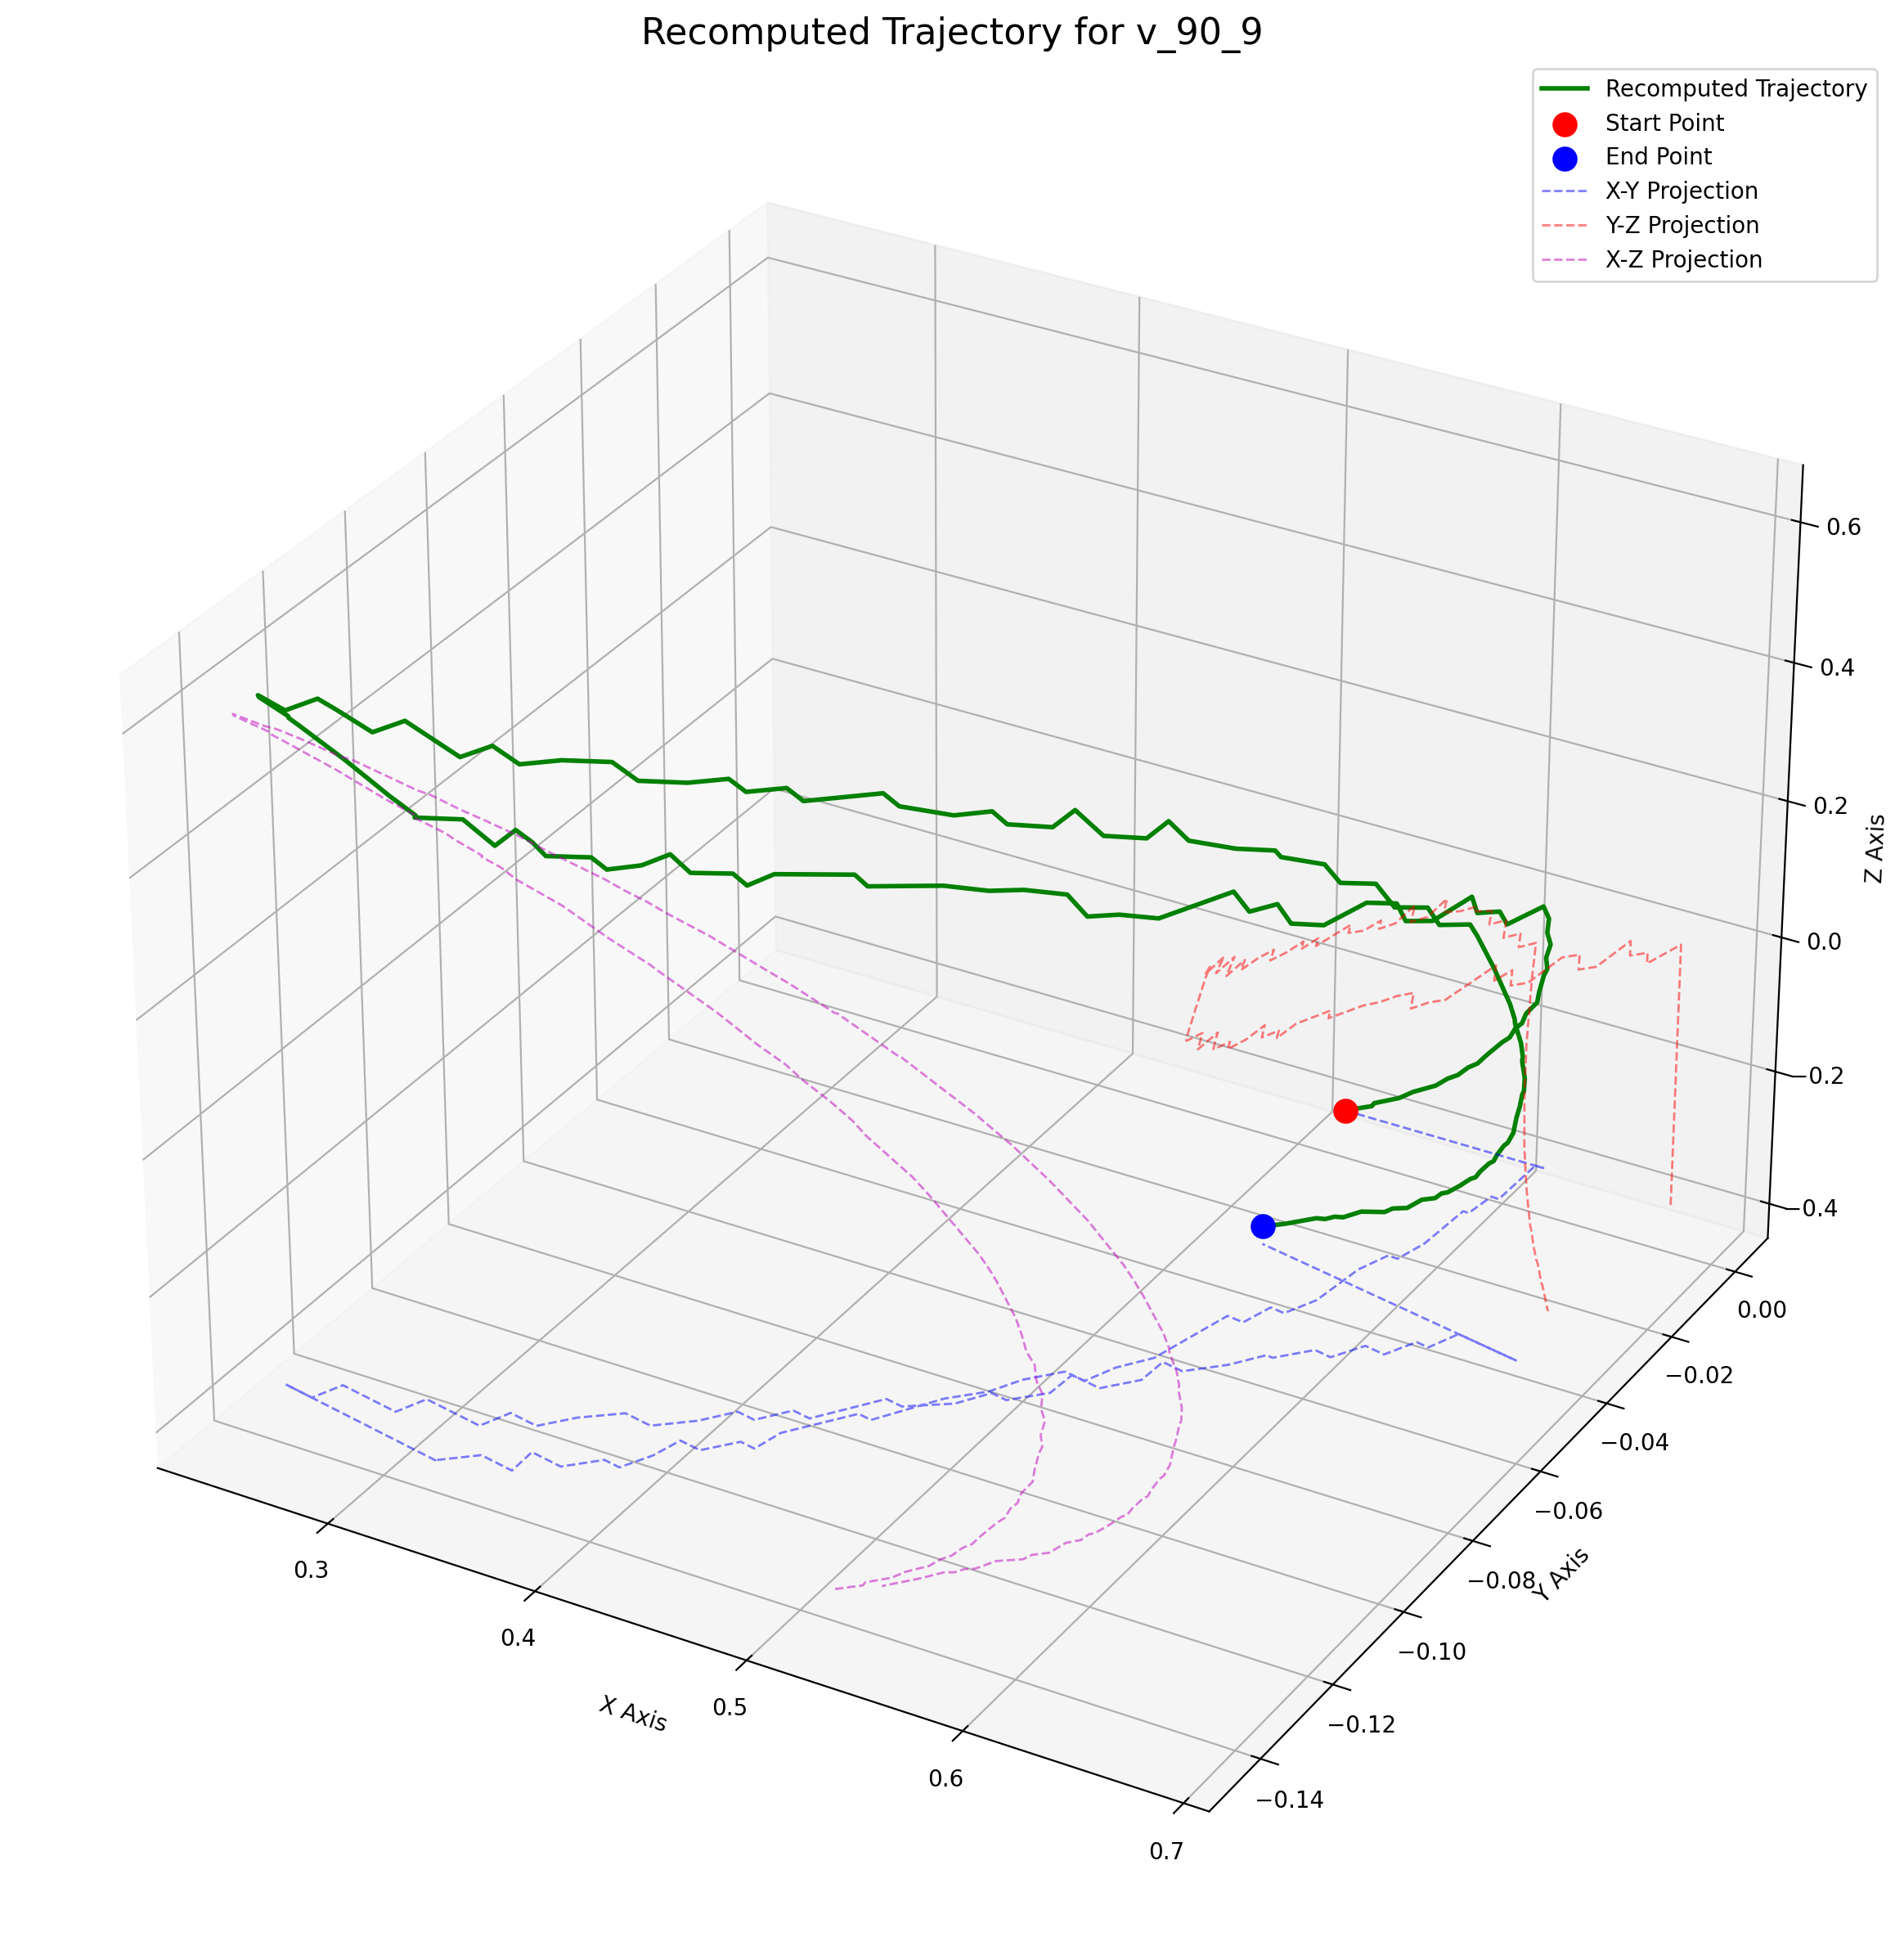 Recomputed Trajectory for v_90_9
Recomputed Trajectory
Start Point
End Point
X-Y Projection
Y-Z Projection
X-Z Projection
0.6
0.4
0.2
0.0
−0.2
−0.4
Z Axis
0.00
−0.02
−0.04
−0.06
−0.08
−0.10
−0.12
−0.14
Y Axis
0.3
0.4
0.5
0.6
0.7
X Axis